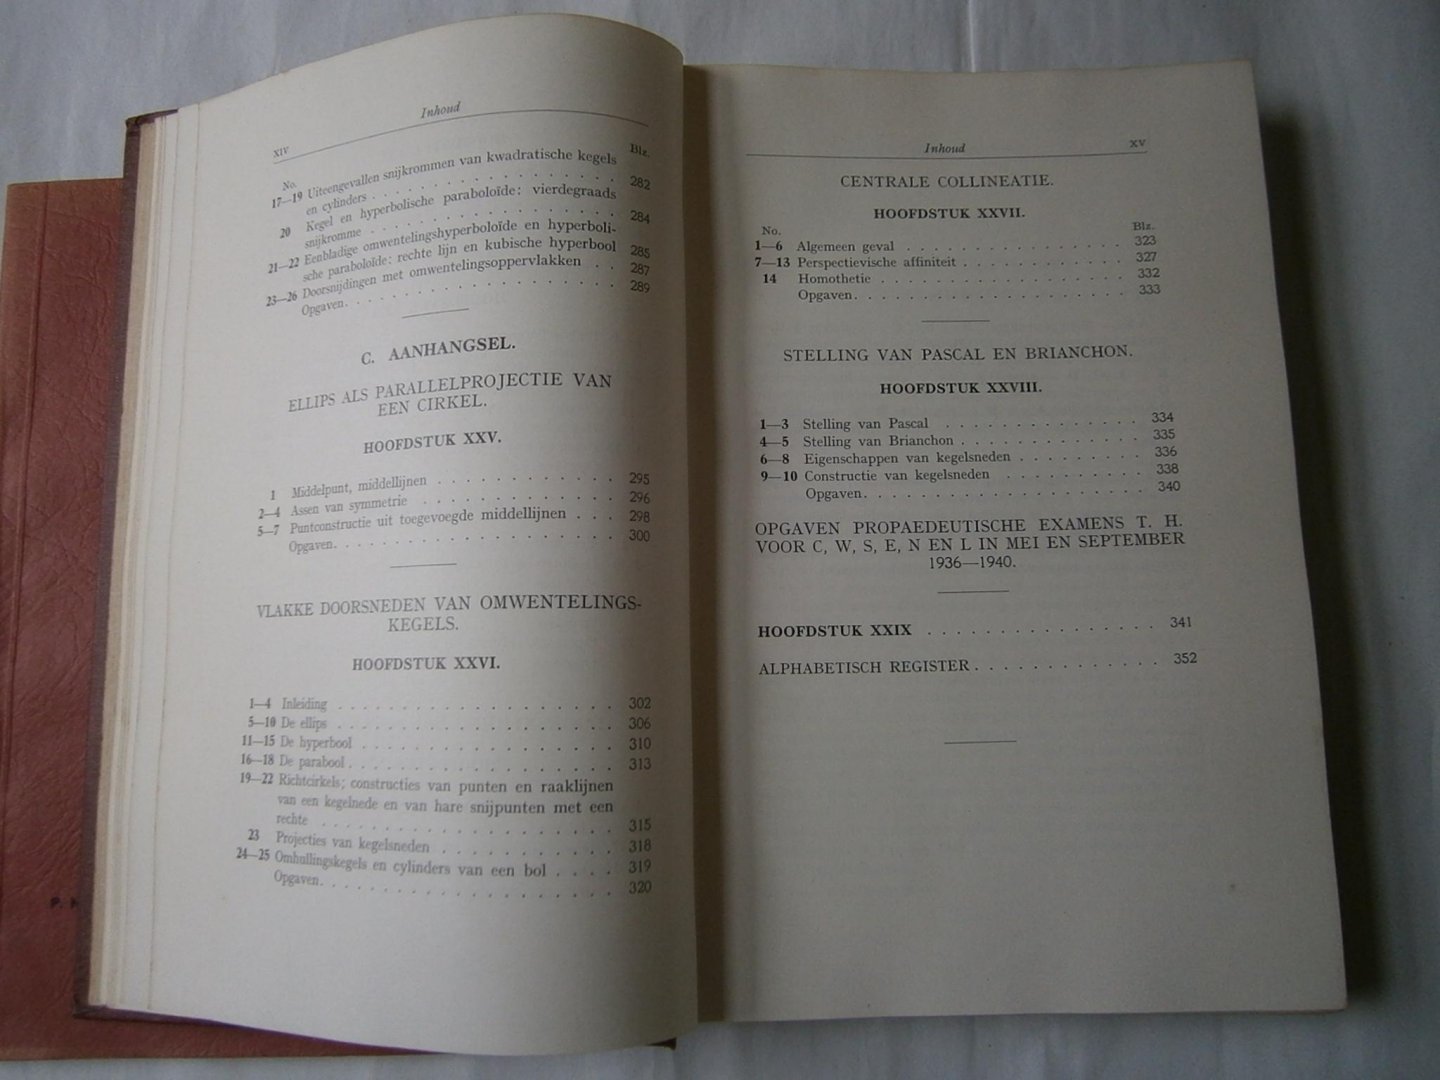 XIV
Inhoud
No.
Blz.
17—19 Uiteengevallen snijkrommen van kwadratische kegels
en cylinders . . . . . . . . . . . . . . . . 282
20 Kegel en hyperbolische paraboloïde: vierdegraads
snijkromme . . . . . . . . . . . . . . . . 284
21—22 Eenbladige omwentelingshyperboloïde en hyperboli-
sche paraboloïde: rechte lijn en kubische hyperbool 285
23—26 Doorsnijdingen met omwentelingsoppervlakken . . 287
Opgaven. . . . . . . . . . . . . . . . . . 289
C. AANHANGSEL.
ELLIPS ALS PARALLELPROJECTIE VAN
EEN CIRKEL.
HOOFDSTUK XXV.
1 Middelpunt, middellijnen . . . . . . . . . . . 295
2—4 Assen van symmetrie . . . . . . . . . . . . 296
5—7 Puntconstructie uit toegevoegde middellijnen . . . 298
Opgaven. . . . . . . . . . . . . . . . . . 300
VLAKKE DOORSNEDEN VAN OMWENTELINGS-
KEGELS.
HOOFDSTUK XXVI.
1—4 Inleiding . . . . . . . . . . . . . . . . . 302
5—10 De ellips . . . . . . . . . . . . . . . . . 306
11—15 De hyperbool . . . . . . . . . . . . . . . 310
16—18 De parabool . . . . . . . . . . . . . . . . 313
19—22 Richtcirkels; constructies van punten en raaklijnen
van een kegelnede en van hare snijpunten met een
rechte . . . . . . . . . . . . . . . . . . 315
23 Projecties van kegelsneden . . . . . . . . . . 318
24—25 Omhullingskegels en cylinders van een bol . . . . 319
Opgaven. . . . . . . . . . . . . . . . . . 320
Inhoud
XV
CENTRALE COLLINEATIE.
HOOFDSTUK XXVII.
No.
Blz.
1—6 Algemeen geval . . . . . . . . . . . . . . . 323
7—13 Perspectievische affiniteit . . . . . . . . . . . 327
14 Homothetie . . . . . . . . . . . . . . . . . 332
Opgaven. . . . . . . . . . . . . . . . . . 333
STELLING VAN PASCAL EN BRIANCHON.
HOOFDSTUK XXVIII.
1—3 Stelling van Pascal . . . . . . . . . . . . . 334
4—5 Stelling van Brianchon . . . . . . . . . . . . 335
6—8 Eigenschappen van kegelsneden . . . . . . . . 336
9—10 Constructie van kegelsneden . . . . . . . . . 338
Opgaven. . . . . . . . . . . . . . . . . . 340
OPGAVEN PROPAEDEUTISCHE EXAMENS T. H.
VOOR C, W, S, E, N EN L IN MEI EN SEPTEMBER
1936—1940.
HOOFDSTUK XXIX . . . . . . . . . . . . . . . 341
ALPHABETISCH REGISTER . . . . . . . . . . . . . 352
P.